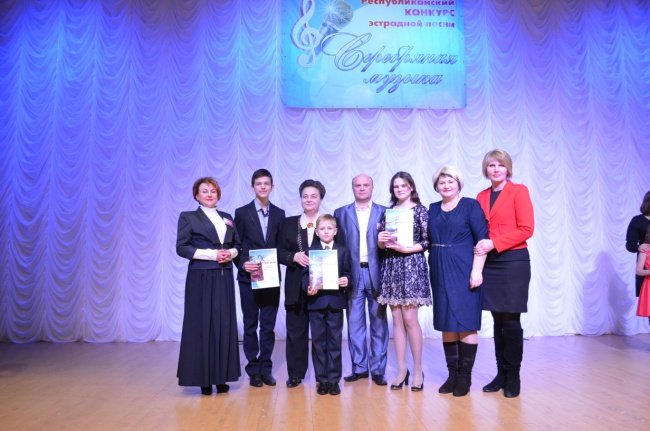 Республиканский
КОНКУРС
эстрадной песни
Серебряная
музыка